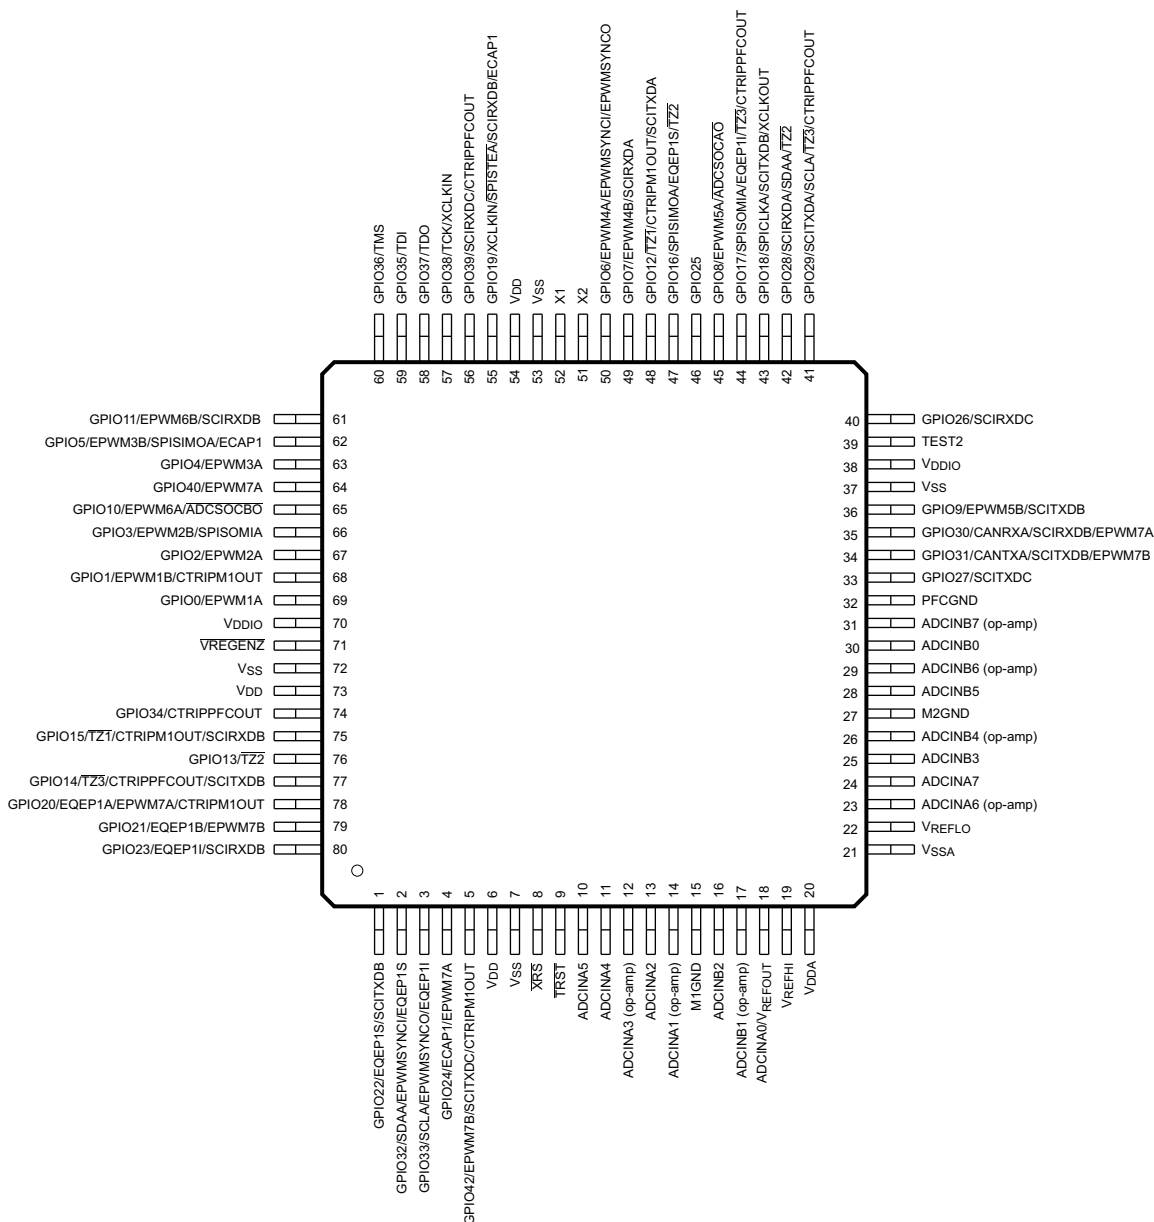 GPIO36/TMS
GPIO35/TDI
GPIO37/TDO
GPIO38/TCK/XCLKIN
GPIO39/SCIRXDC/CTRIPPFCOUT
GPIO19/XCLKIN/SPISTEA/SCIRXDB/ECAP1
VDD
VSS
X1
X2
GPIO6/EPWM4A/EPWMSYNCI/EPWMSYNCO
GPIO7/EPWM4B/SCIRXDA
GPIO12/TZ1/CTRIPM1OUT/SCITXDA
GPIO16/SPISIMOA/EQEP1S/TZ2
GPIO25
GPIO8/EPWM5A/ADCSOCAO
GPIO17/SPISOMIA/EQEP1I/TZ3/CTRIPPFCOUT
GPIO18/SPICLKA/SCITXDB/XCLKOUT
GPIO28/SCIRXDA/SDAA/TZ2
GPIO29/SCITXDA/SCLA/TZ3/CTRIPPFCOUT
60 59 58 57 56 55 54 53 52 51 50 49 48 47 46 45 44 43 42 41
GPIO11/EPWM6B/SCIRXDB 61
GPIO5/EPWM3B/SPISIMOA/ECAP1 62
GPIO4/EPWM3A 63
GPIO40/EPWM7A 64
GPIO10/EPWM6A/ADCSOCBO 65
GPIO3/EPWM2B/SPISOMIA 66
GPIO2/EPWM2A 67
GPIO1/EPWM1B/CTRIPM1OUT 68
GPIO0/EPWM1A 69
VDDIO 70
VREGENZ 71
VSS 72
VDD 73
GPIO34/CTRIPPFCOUT 74
GPIO15/TZ1/CTRIPM1OUT/SCIRXDB 75
GPIO13/TZ2 76
GPIO14/TZ3/CTRIPPFCOUT/SCITXDB 77
GPIO20/EQEP1A/EPWM7A/CTRIPM1OUT 78
GPIO21/EQEP1B/EPWM7B 79
GPIO23/EQEP1I/SCIRXDB 80
40 GPIO26/SCIRXDC
39 TEST2
38 VDDIO
37 VSS
36 GPIO9/EPWM5B/SCITXDB
35 GPIO30/CANRXA/SCIRXDB/EPWM7A
34 GPIO31/CANTXA/SCITXDB/EPWM7B
33 GPIO27/SCITXDC
32 PFCGND
31 ADCINB7 (op-amp)
30 ADCINB0
29 ADCINB6 (op-amp)
28 ADCINB5
27 M2GND
26 ADCINB4 (op-amp)
25 ADCINB3
24 ADCINA7
23 ADCINA6 (op-amp)
22 VREFLO
21 VSSA
1 2 3 4 5 6 7 8 9 10 11 12 13 14 15 16 17 18 19 20
GPIO22/EQEP1S/SCITXDB
GPIO32/SDAA/EPWMSYNCI/EQEP1S
GPIO33/SCLA/EPWMSYNCO/EQEP1I
GPIO24/ECAP1/EPWM7A
GPIO42/EPWM7B/SCITXDC/CTRIPM1OUT
VDD
VSS
XRS
TRST
ADCINA5
ADCINA4
ADCINA3 (op-amp)
ADCINA2
ADCINA1 (op-amp)
M1GND
ADCINB2
ADCINB1 (op-amp)
ADCINA0/VREFOUT
VREFHI
VDDA